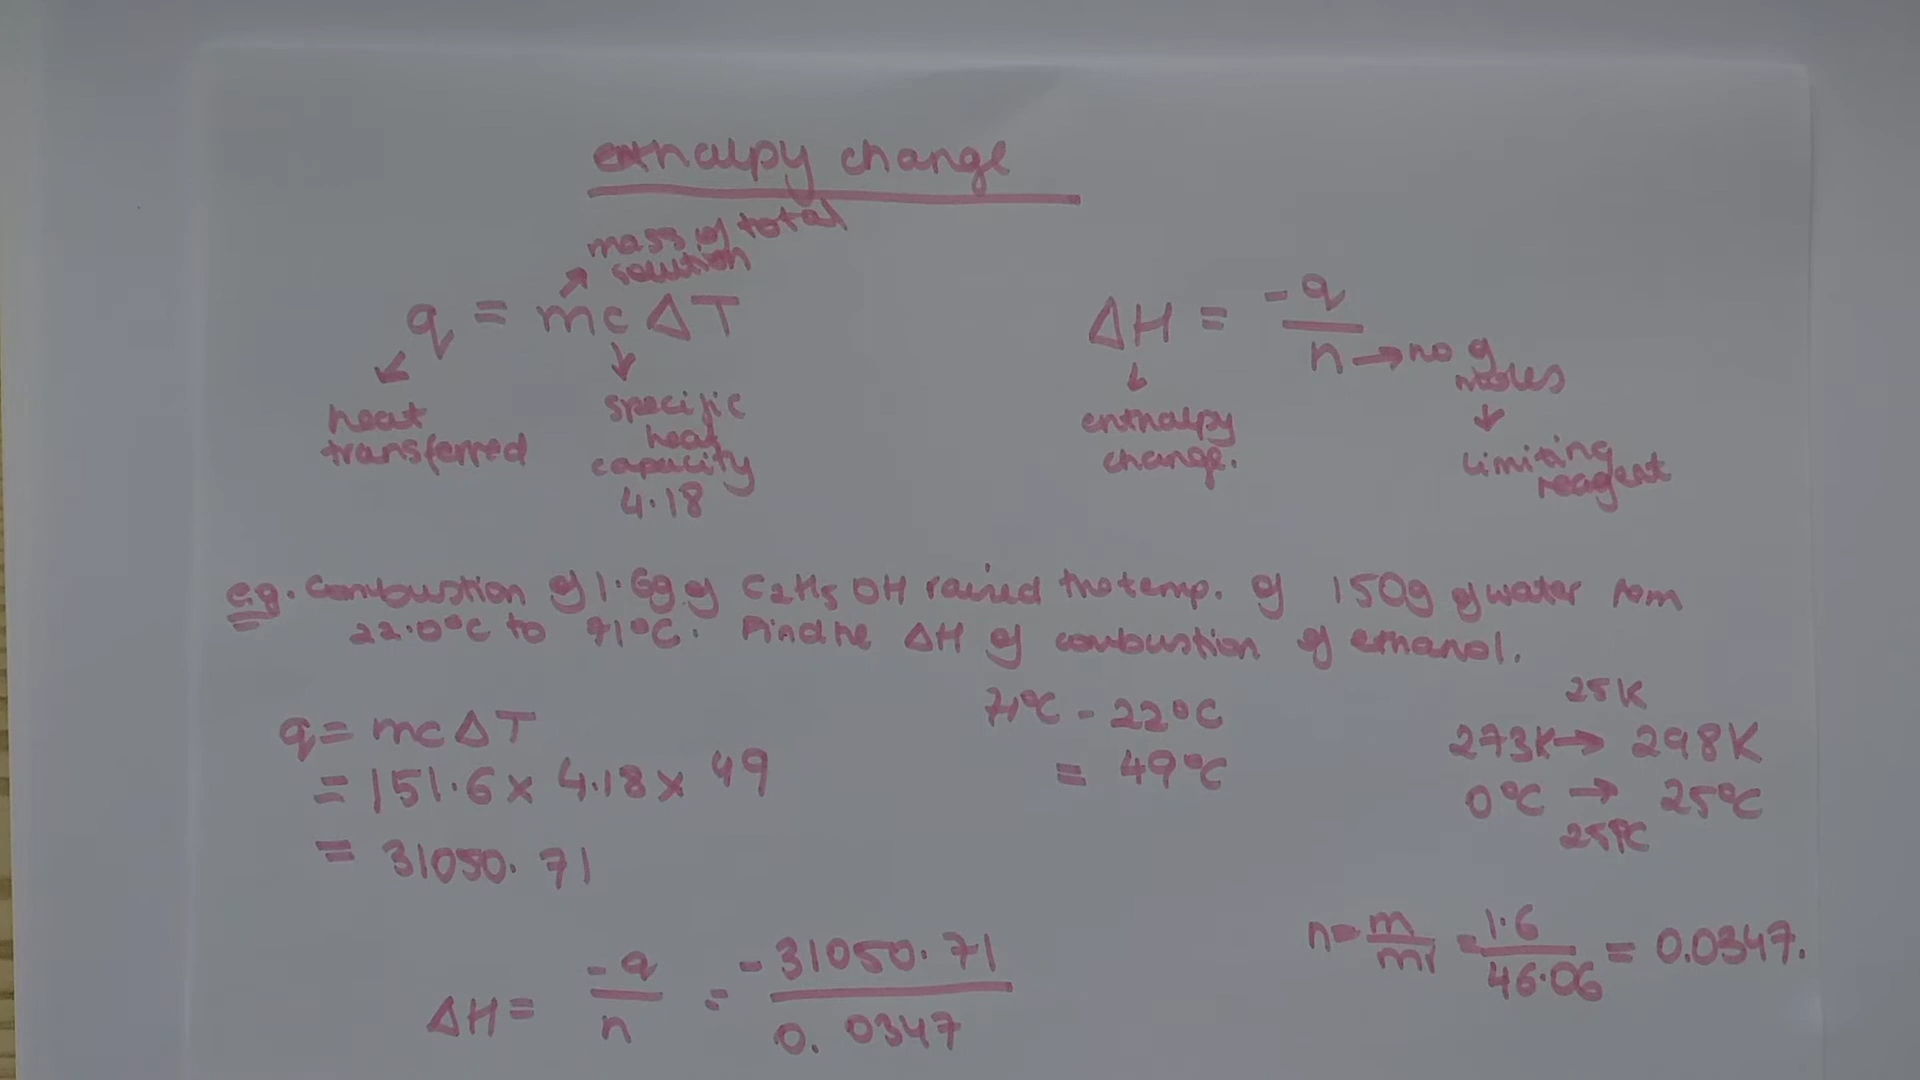 enthalpy change
mass of total
solution
q = mc ΔT
heat
transferred
specific
heat
capacity
4.18
ΔH = -q/n → no of
moles
enthalpy
change.
limiting
reagent
e.g. Combustion of 1.6g of C2H5OH raised the temp. of 150g of water from
22.0°C to 71°C. Find the ΔH of combustion of ethanol.
q = mcΔT
= 151.6 × 4.18 × 49
= 31050.71
71°C - 22°C
= 49°C
25K
273K → 298K
0°C → 25°C
25°C
n = m/mr = 1.6/46.06 = 0.0347.
ΔH = -q/n = -31050.71/0.0347